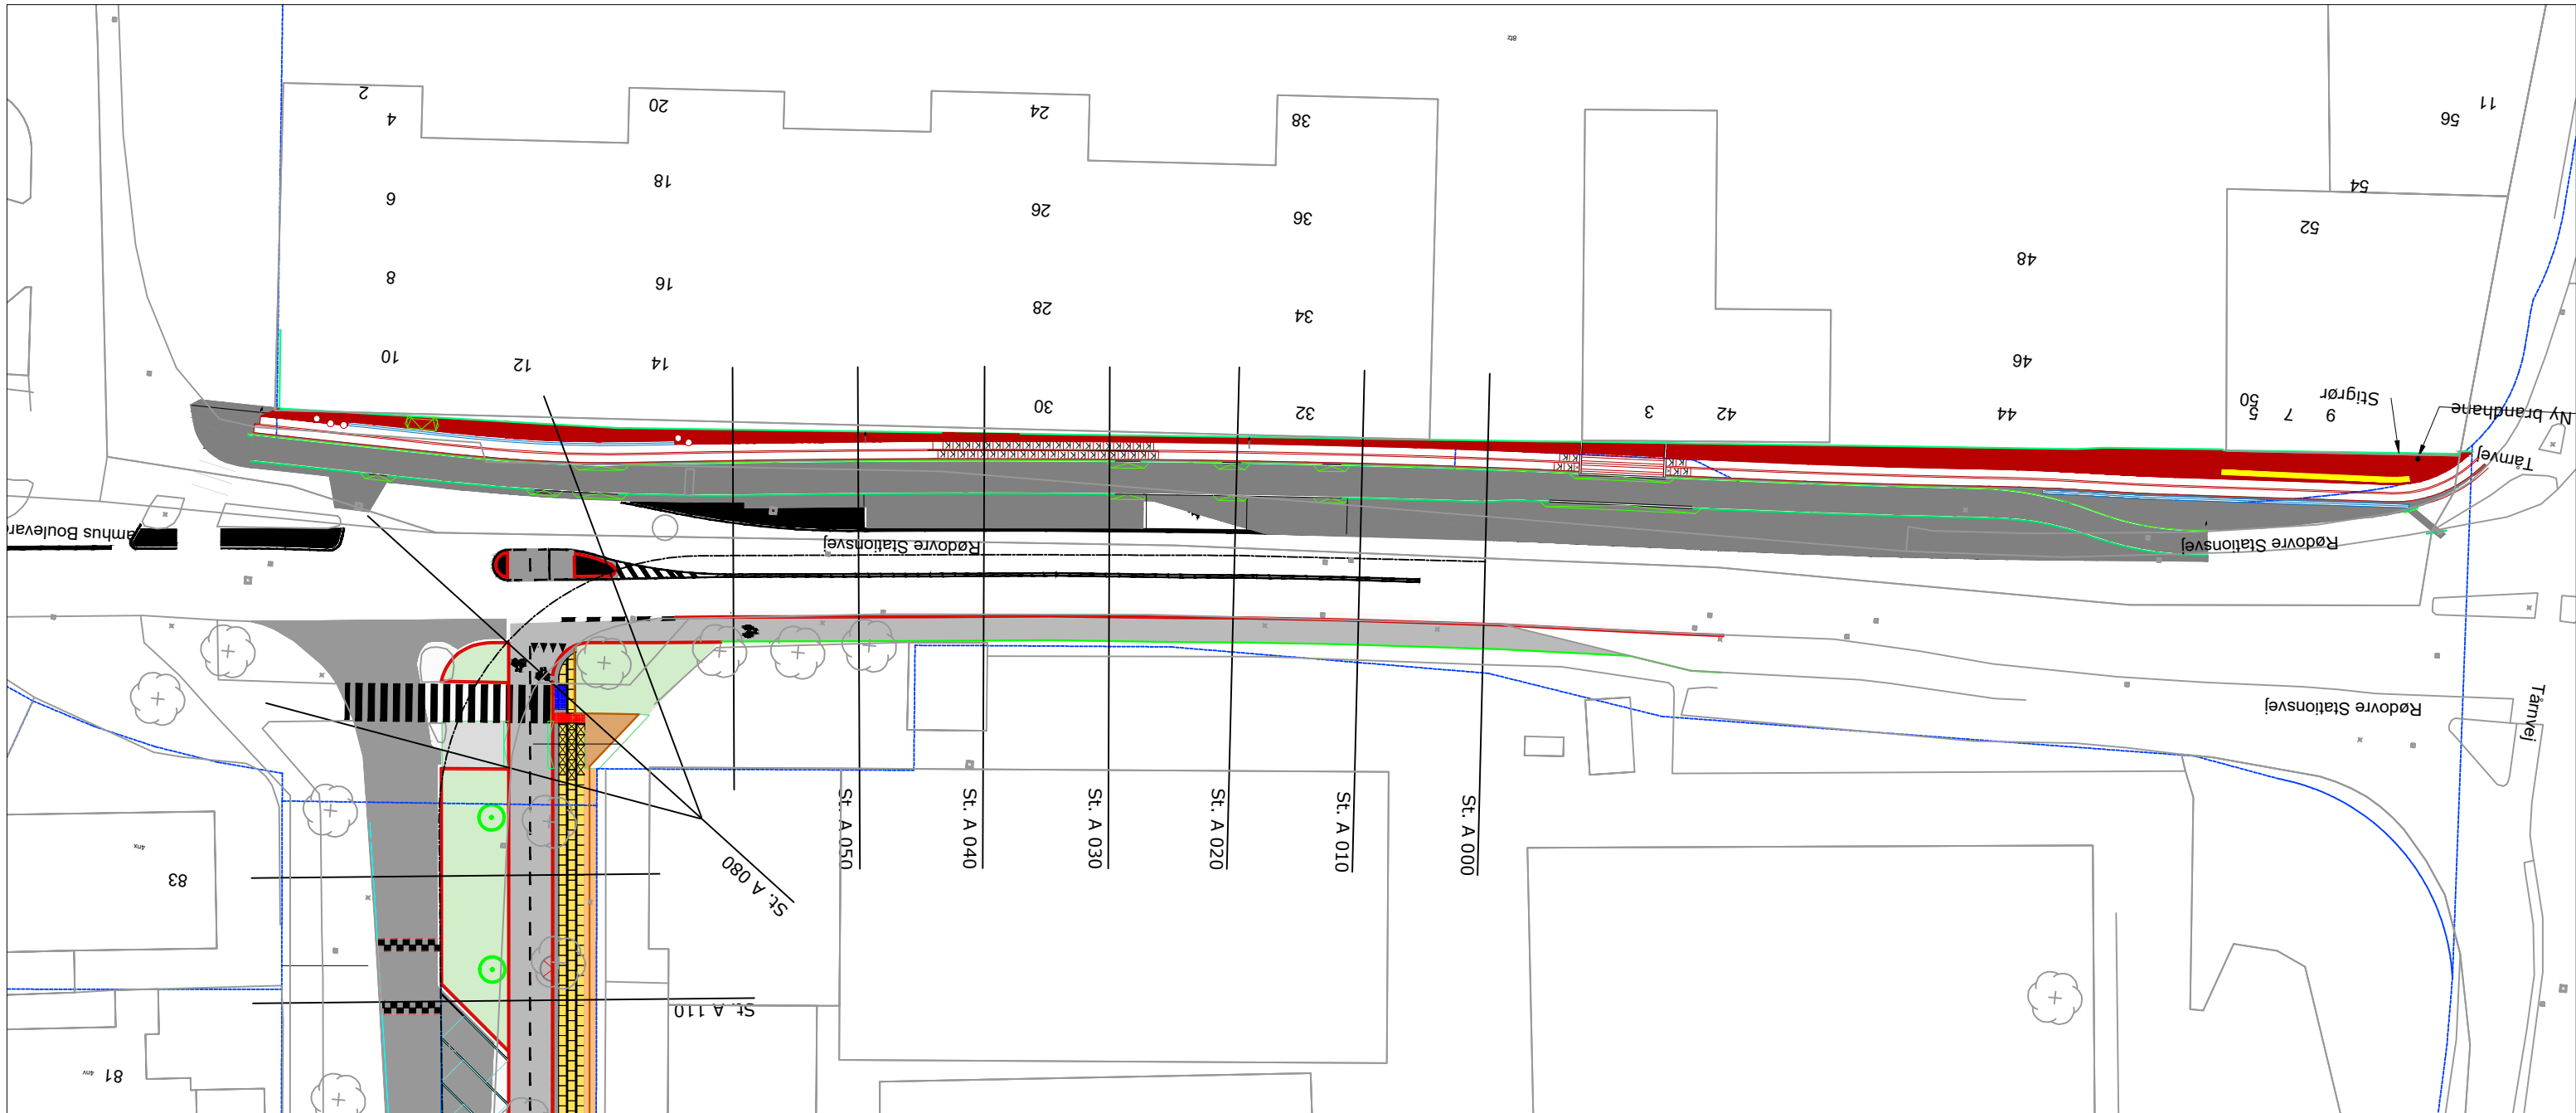 8tz
2
4
6
8
10
12
20
18
16
14
24
26
28
30
38
36
34
32
3
42
48
46
44
11
56
54
52
50
5
7
9
Stigrør
Ny brandhane
Tårnvej
Rødovre Stationsvej
Rødovre Stationsvej
Rødovre Stationsvej
Tårnvej
St. A 000
St. A 010
St. A 020
St. A 030
St. A 040
St. A 050
St. A 080
St. A 110
83
4nx
81
4nv